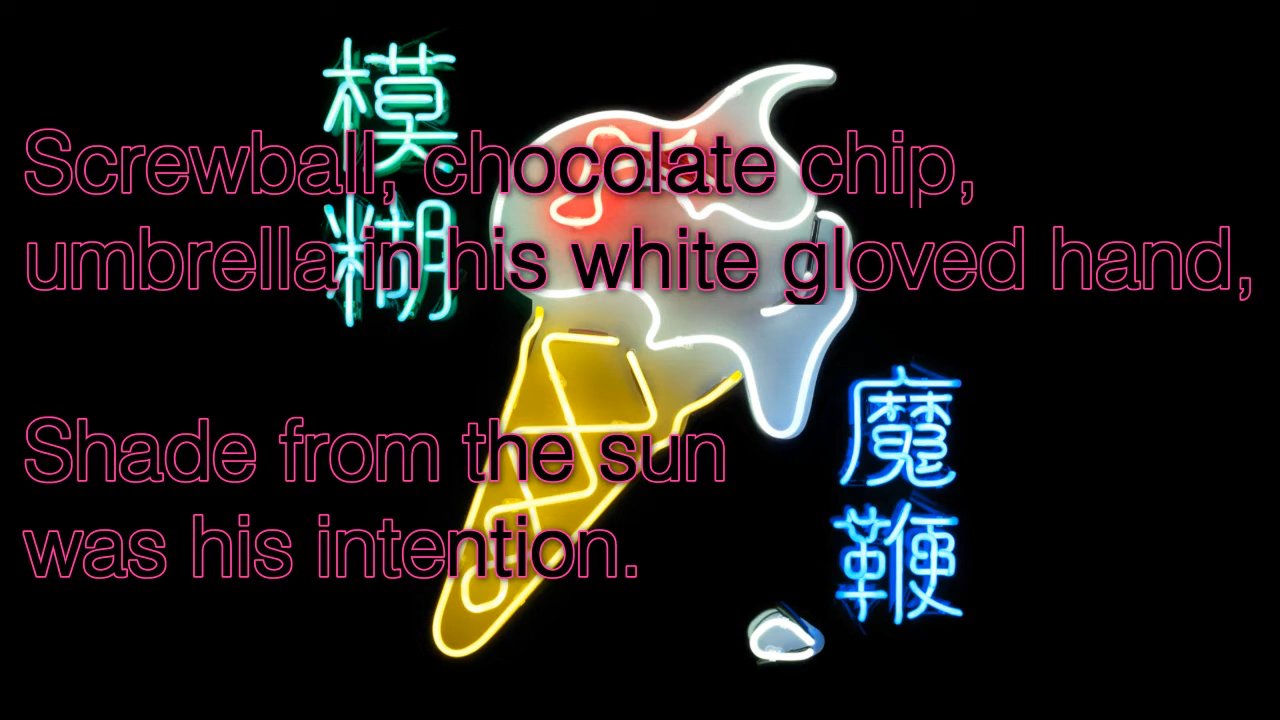 模糊
Screwball, chocolate chip,
umbrella in his white gloved hand,
Shade from the sun
was his intention.
魔鞭